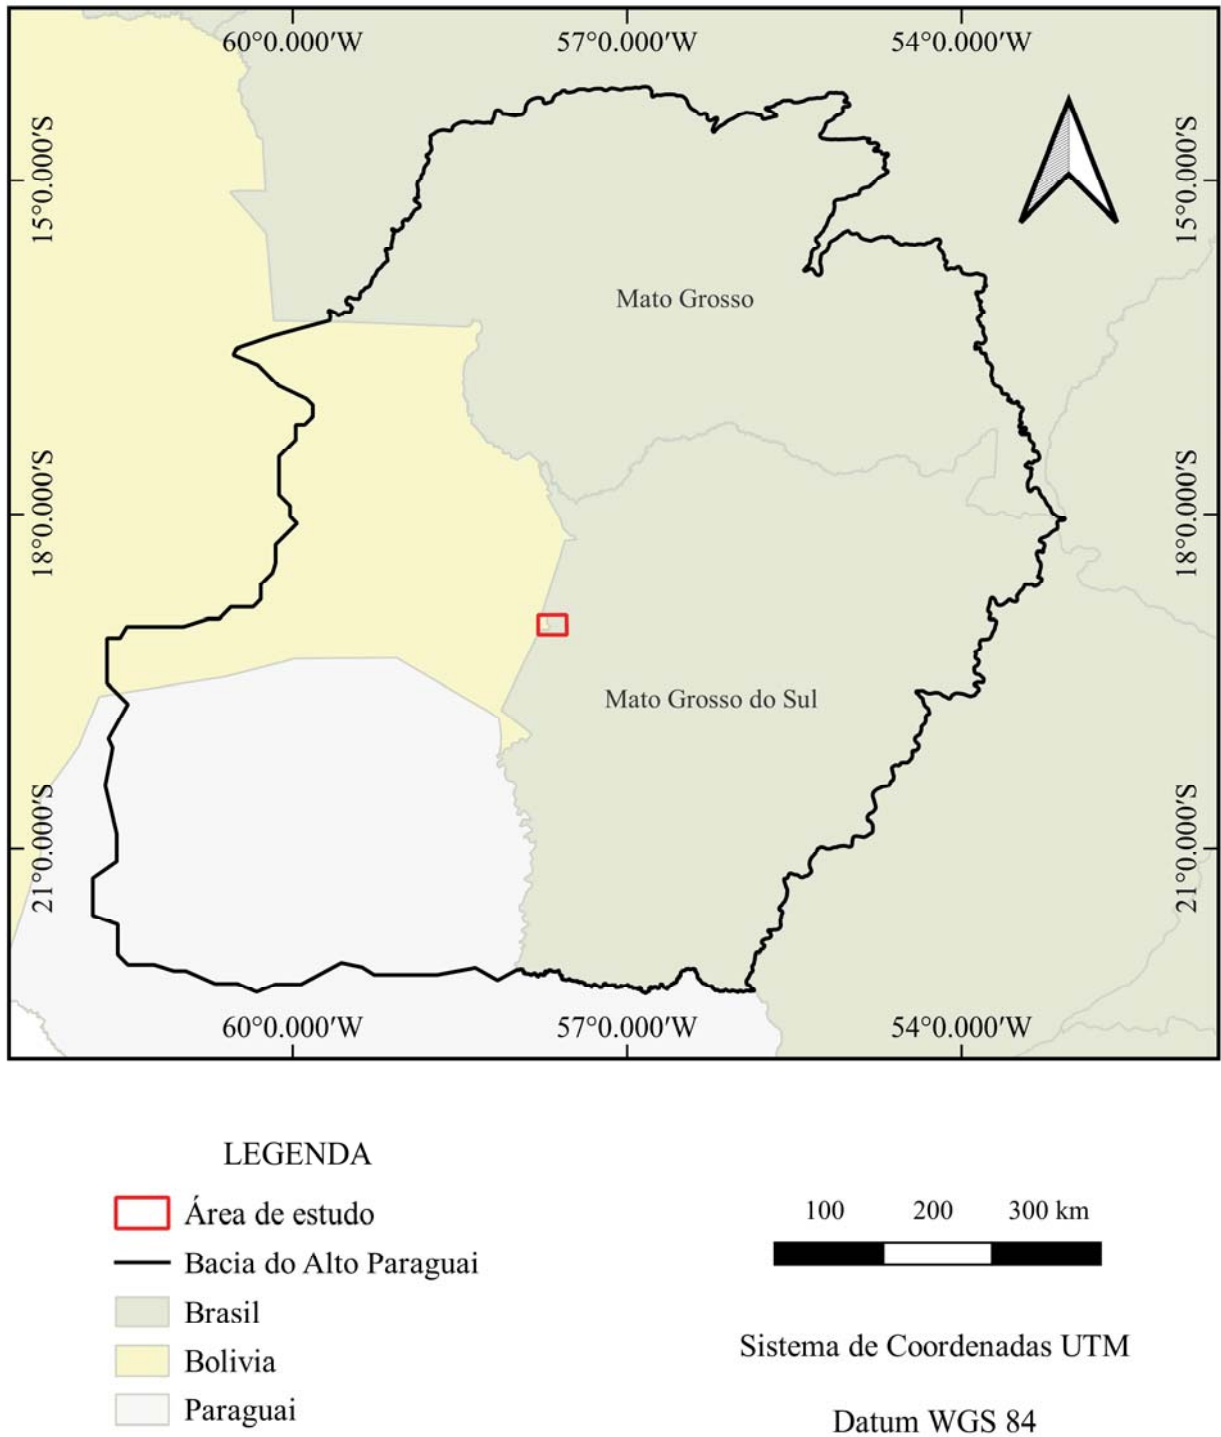 60°0.000'W 57°0.000'W 54°0.000'W
15°0.000'S 15°0.000'S
Mato Grosso
18°0.000'S 18°0.000'S
Mato Grosso do Sul
21°0.000'S 21°0.000'S
60°0.000'W 57°0.000'W 54°0.000'W
LEGENDA
Área de estudo
Bacia do Alto Paraguai
Brasil
Bolivia
Paraguai
100 200 300 km
Sistema de Coordenadas UTM
Datum WGS 84